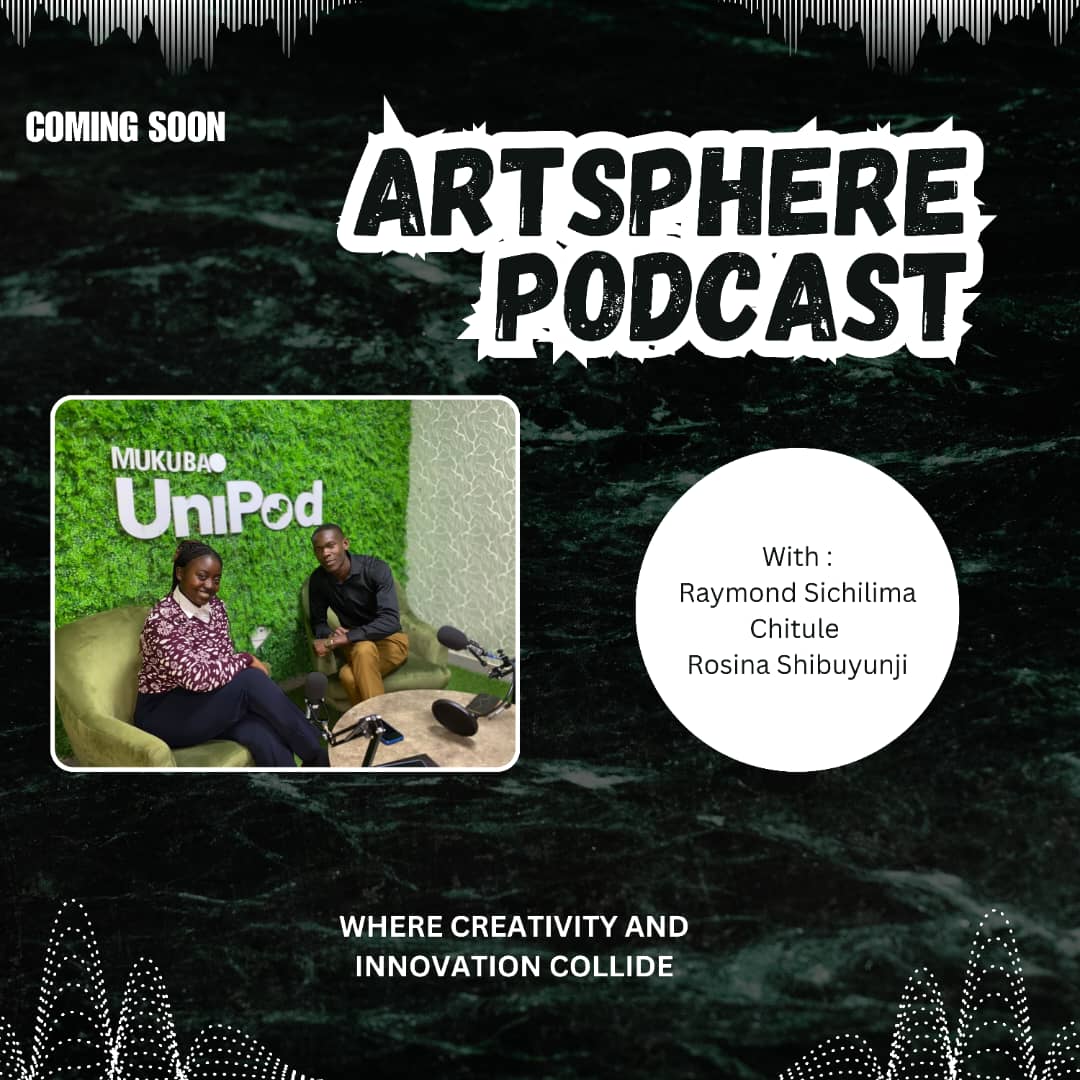 COMING SOON
ARTSPHERE
PODCAST
MUKUBA
UniPod
With :
Raymond Sichilima
Chitule
Rosina Shibuyunji
WHERE CREATIVITY AND
INNOVATION COLLIDE